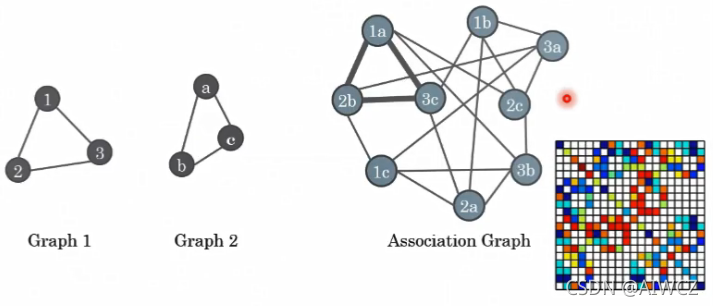 1a
1b
3a
a
1
2b
3c
2c
c
3
b
2
1c
3b
2a
Graph 1
Graph 2
Association Graph
CSDN @AIWCZ